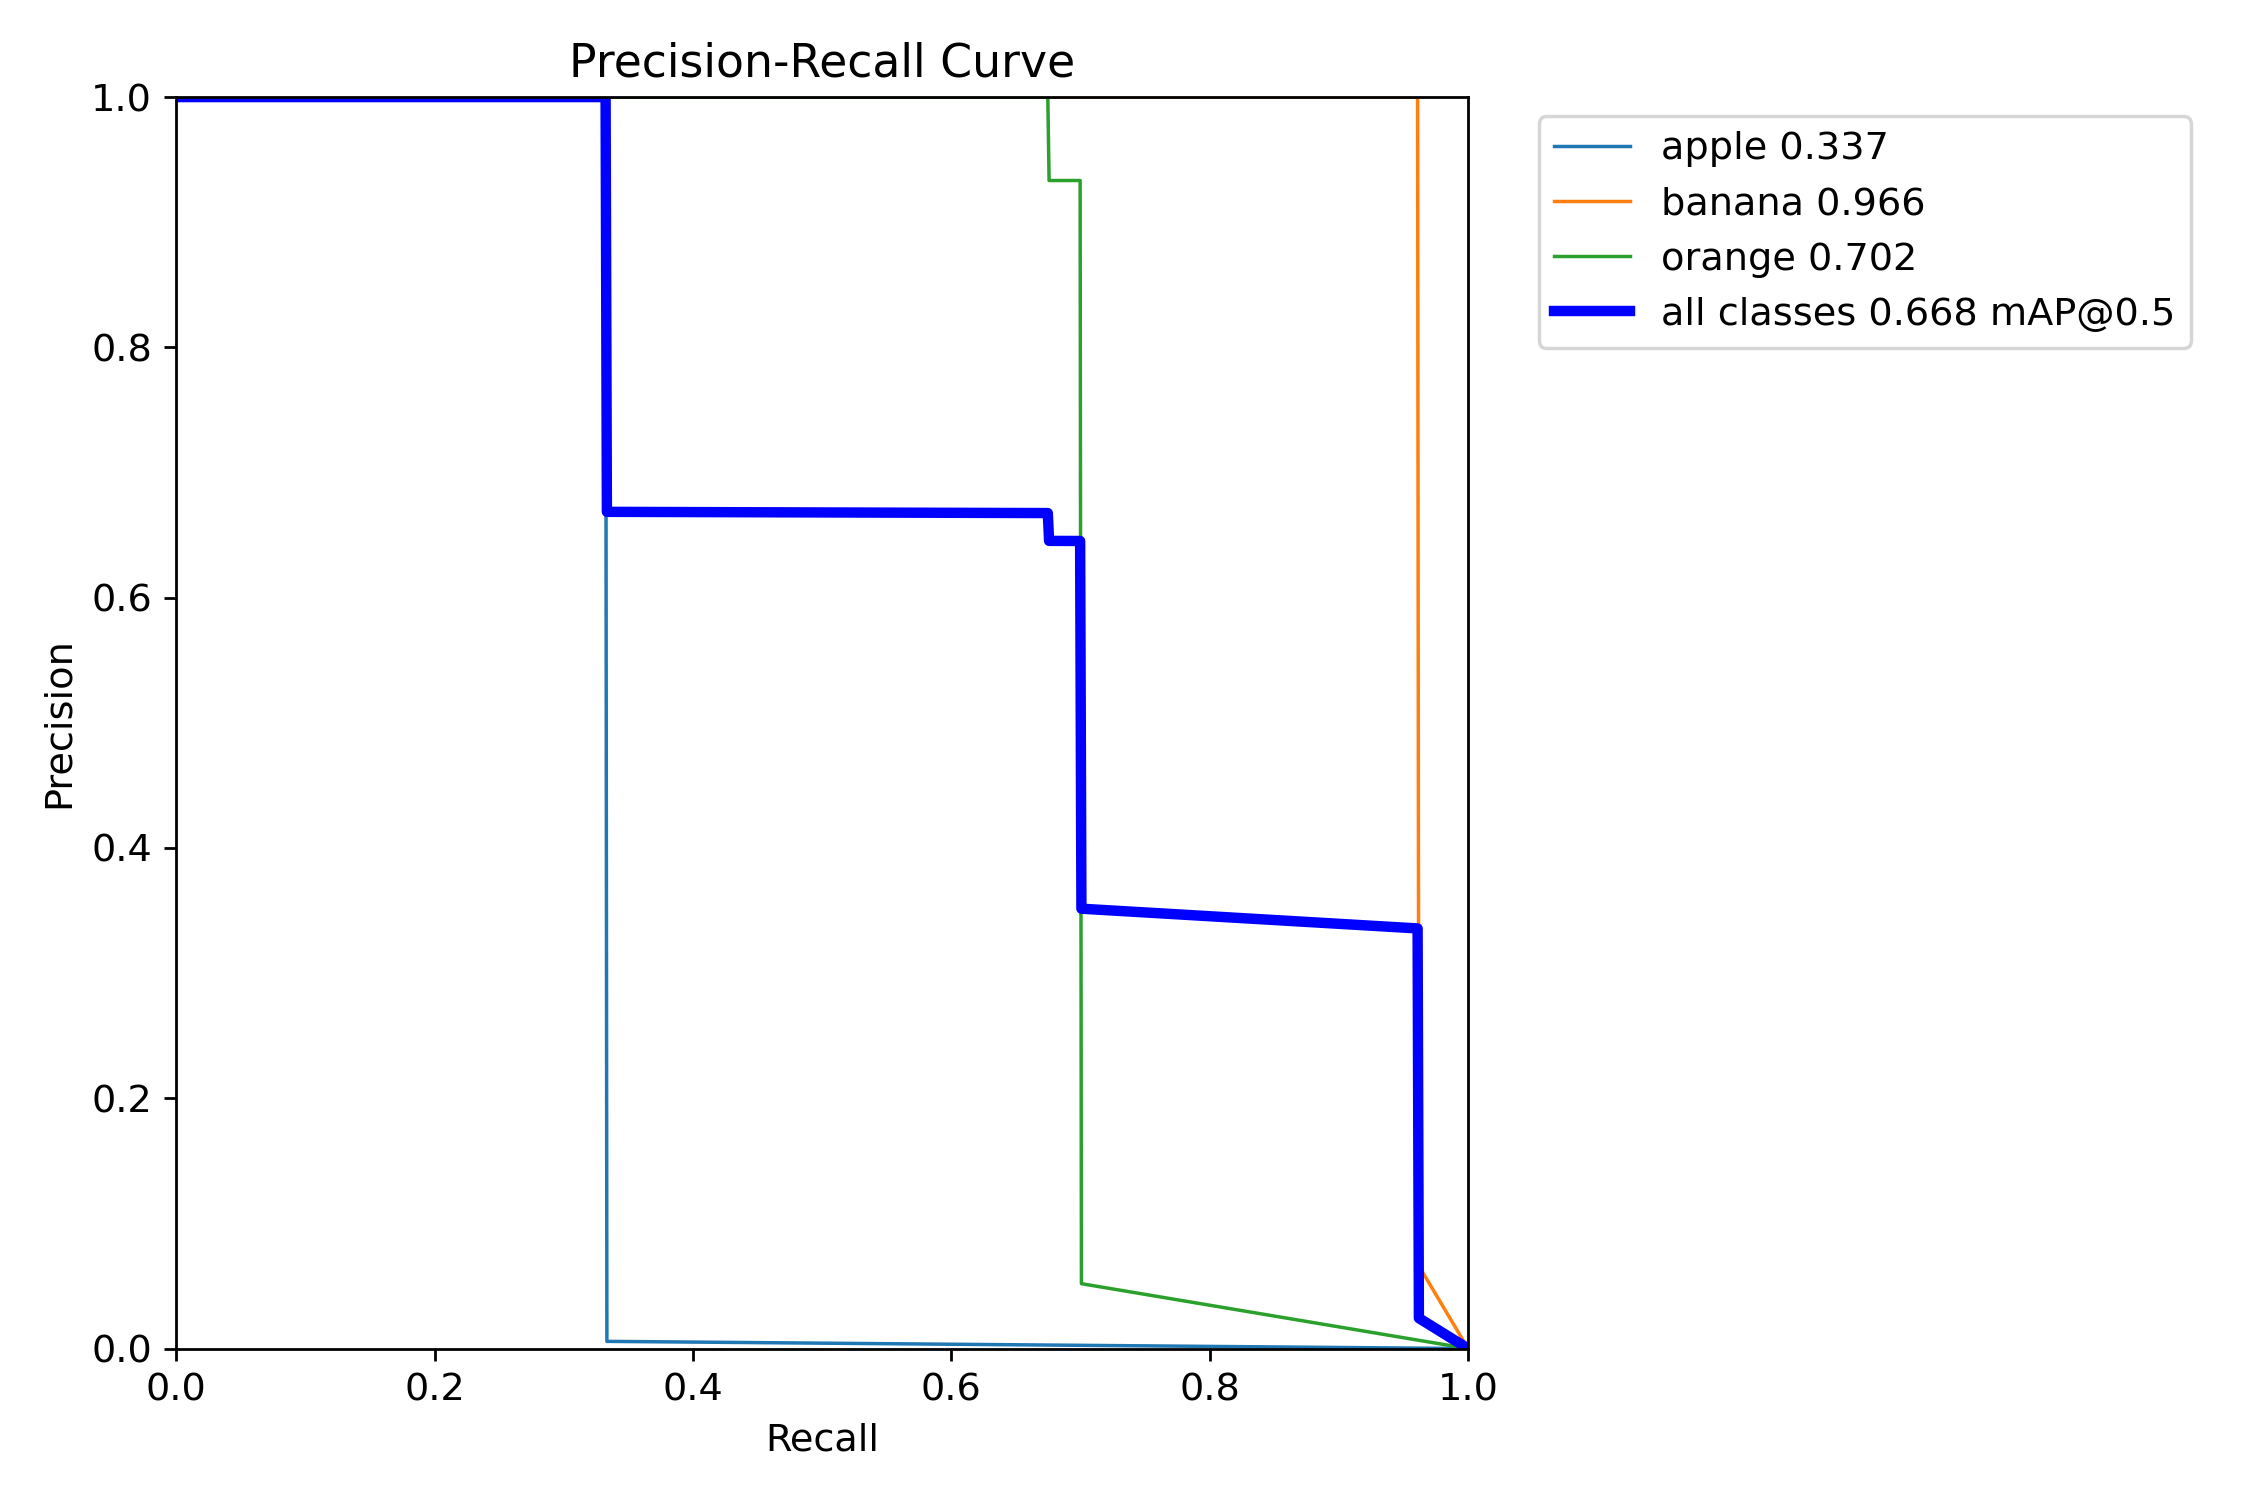 Precision-Recall Curve
1.0
0.8
0.6
0.4
0.2
0.0
Precision
0.0 0.2 0.4 0.6 0.8 1.0
Recall
apple 0.337
banana 0.966
orange 0.702
all classes 0.668 mAP@0.5